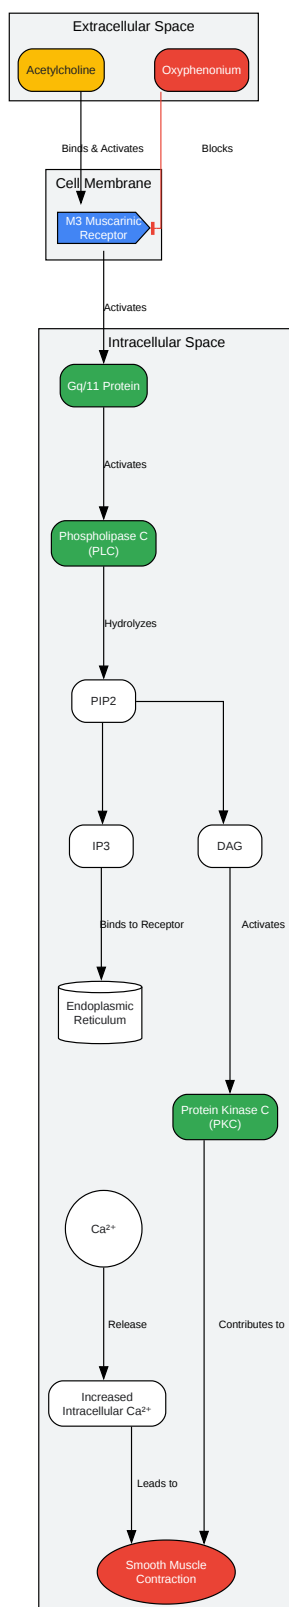 Extracellular Space
Acetylcholine
Oxyphenonium
Binds & Activates
Blocks
Cell Membrane
M3 Muscarinic
Receptor
Activates
Intracellular Space
Gq/11 Protein
Activates
Phospholipase C
(PLC)
Hydrolyzes
PIP2
IP3
DAG
Binds to Receptor
Activates
Endoplasmic
Reticulum
Protein Kinase C
(PKC)
Ca²⁺
Release
Contributes to
Increased
Intracellular Ca²⁺
Leads to
Smooth Muscle
Contraction